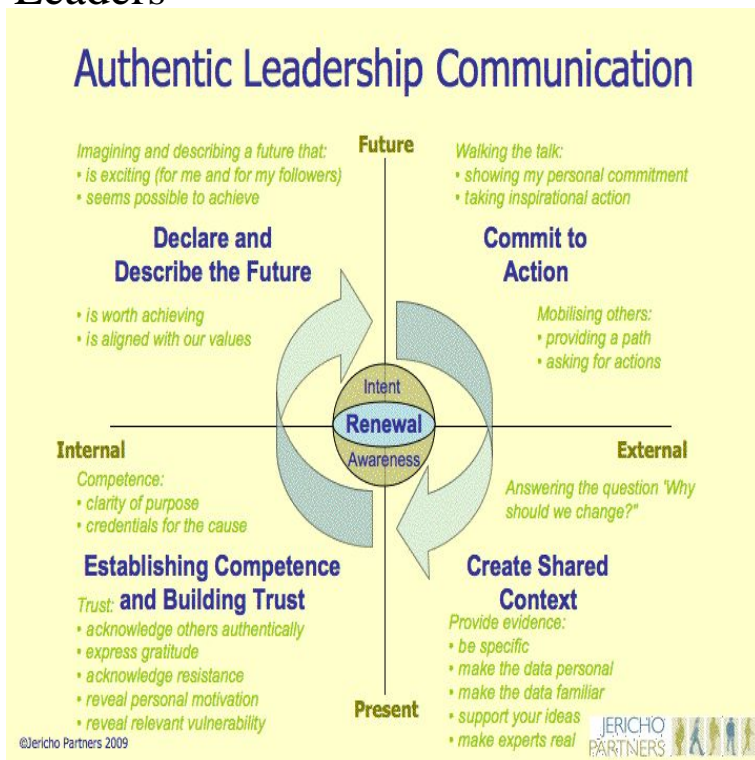 Leaders
Authentic Leadership Communication
Future
Imagining and describing a future that:
• is exciting (for me and for my followers)
• seems possible to achieve
Declare and
Describe the Future
• is worth achieving
• is aligned with our values
Walking the talk:
• showing my personal commitment
• taking inspirational action
Commit to
Action
Mobilising others:
• providing a path
• asking for actions
Intent
Renewal
Awareness
Internal
External
Competence:
• clarity of purpose
• credentials for the cause
Establishing Competence
and Building Trust
Trust:
• acknowledge others authentically
• express gratitude
• acknowledge resistance
• reveal personal motivation
• reveal relevant vulnerability
Answering the question "Why
should we change?"
Create Shared
Context
Provide evidence:
• be specific
• make the data personal
• make the data familiar
• support your ideas
• make experts real
Present
©Jericho Partners 2009
JERICHO
PARTNERS